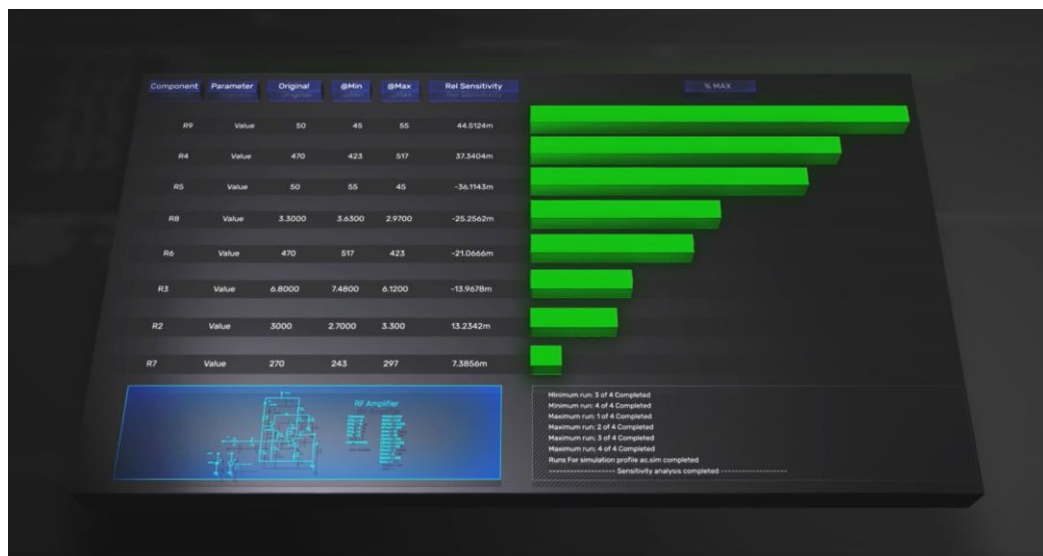 Component Parameter Original @Min @Max Rel Sensitivity % MAX
R9 Value 50 45 55 44.5124m
R4 Value 470 423 517 37.3404m
R5 Value 50 55 45 -36.1143m
R8 Value 3.3000 3.6300 2.9700 -25.2562m
R6 Value 470 517 423 -21.0666m
R3 Value 6.8000 7.4800 6.1200 -13.9678m
R2 Value 3000 2.7000 3.300 13.2342m
R7 Value 270 243 297 7.3856m
RF Amplifier
Minimum run: 3 of 4 Completed
Minimum run: 4 of 4 Completed
Maximum run: 1 of 4 Completed
Maximum run: 2 of 4 Completed
Maximum run: 3 of 4 Completed
Maximum run: 4 of 4 Completed
Runs For simulation profile ac.sim completed
---------------------- Sensitivity analysis completed ----------------------